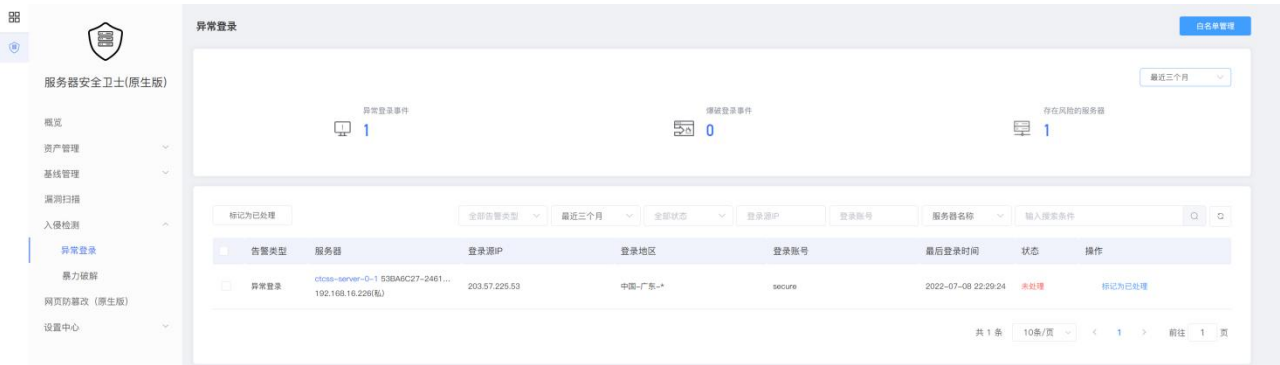 异常登录
白名单管理
服务器安全卫士(原生版)
概览
资产管理
基线管理
漏洞扫描
入侵检测
异常登录
暴力破解
网页防篡改（原生版）
设置中心
最近三个月
异常登录事件
1
爆破登录事件
0
存在风险的服务器
1
标记为已处理 全部告警类型 最近三个月 全部状态 登录源IP 登录账号 服务器名称 输入搜索条件
告警类型 服务器 登录源IP 登录地区 登录账号 最后登录时间 状态 操作
异常登录 ctcss-server-0-1 53BA6C27-2461... 203.57.225.53 中国-广东-* secure 2022-07-08 22:29:24 未处理 标记为已处理
192.168.16.226(私)
共 1 条 10条/页 < 1 > 前往 1 页